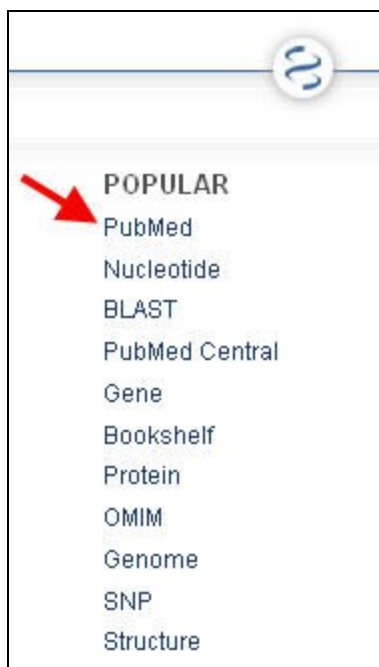 POPULAR
PubMed
Nucleotide
BLAST
PubMed Central
Gene
Bookshelf
Protein
OMIM
Genome
SNP
Structure